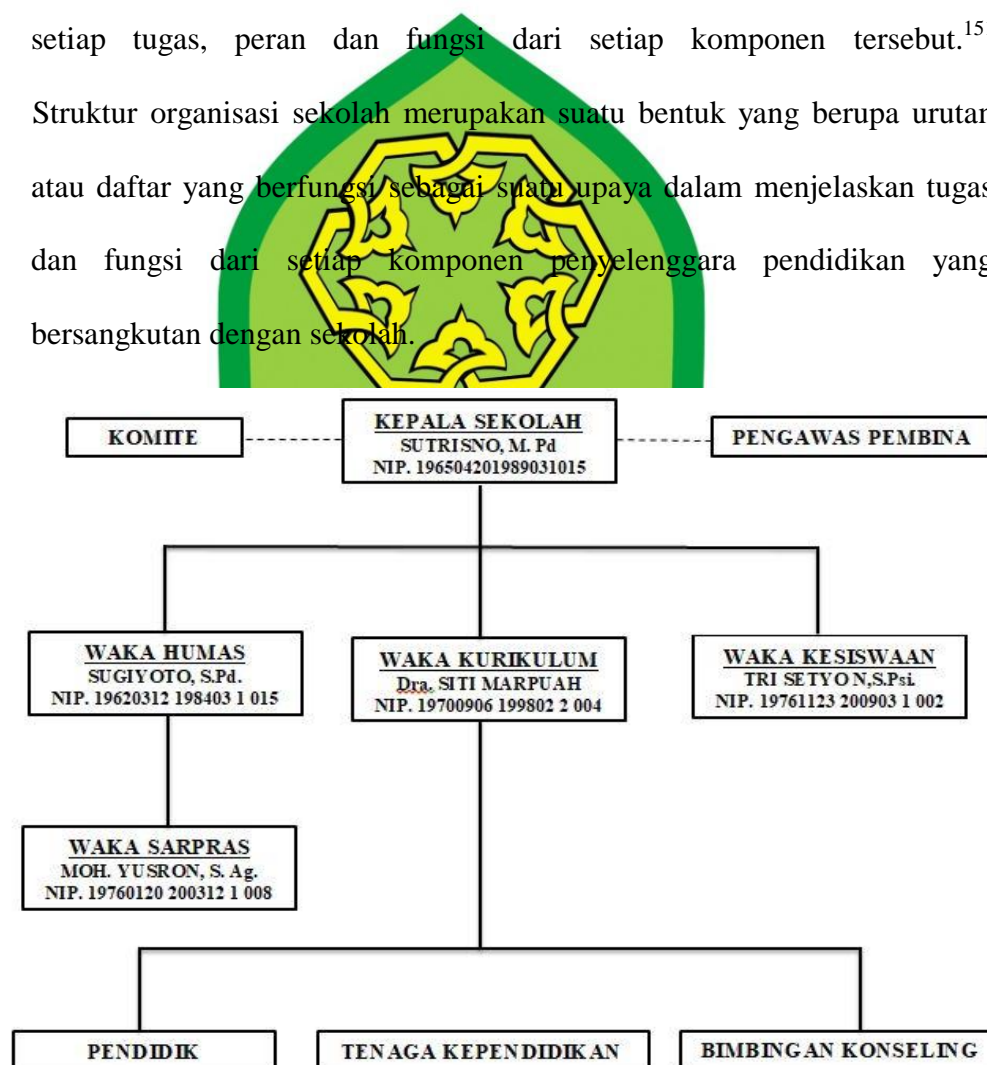 setiap tugas, peran dan fungsi dari setiap komponen tersebut.15
Struktur organisasi sekolah merupakan suatu bentuk yang berupa urutan
atau daftar yang berfungsi sebagai suatu upaya dalam menjelaskan tugas
dan fungsi dari setiap komponen penyelenggara pendidikan yang
bersangkutan dengan sekolah.
KOMITE
KEPALA SEKOLAH
SUTRISNO, M. Pd
NIP. 196504201989031015
PENGAWAS PEMBINA
WAKA HUMAS
SUGIYOTO, S.Pd.
NIP. 19620312 198403 1 015
WAKA KURIKULUM
Dra. SITI MARPUAH
NIP. 19700906 199802 2 004
WAKA KESISWAAN
TRI SETYO N,S.Psi.
NIP. 19761123 200903 1 002
WAKA SARPRAS
MOH. YUSRON, S. Ag.
NIP. 19760120 200312 1 008
PENDIDIK
TENAGA KEPENDIDIKAN
BIMBINGAN KONSELING